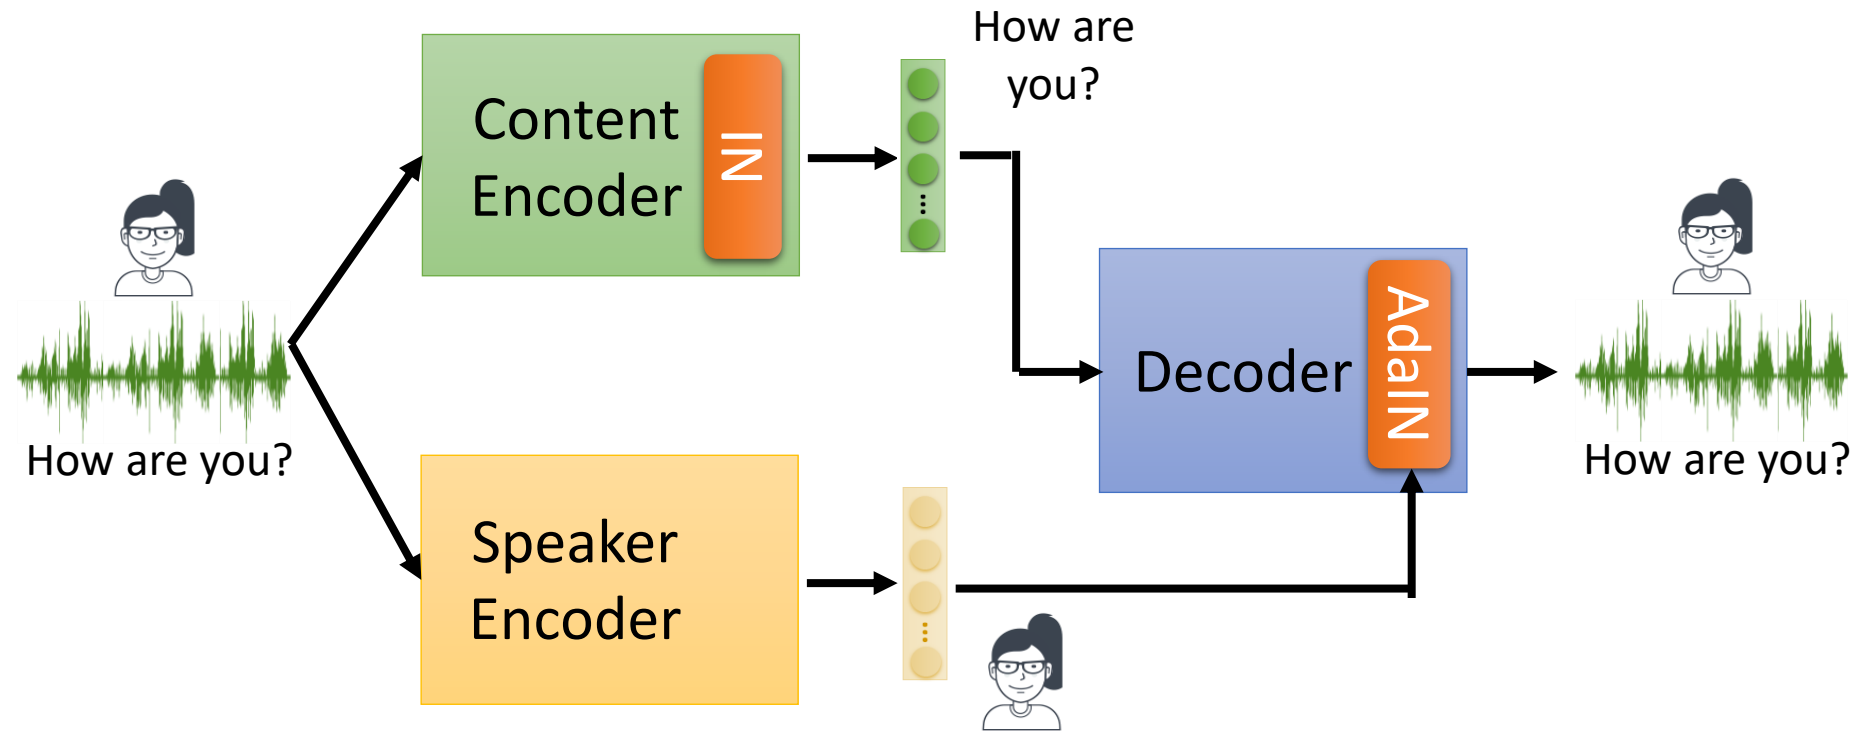 How are
you?
Content
Encoder
IN
How are you?
Decoder
AdaIN
How are you?
Speaker
Encoder